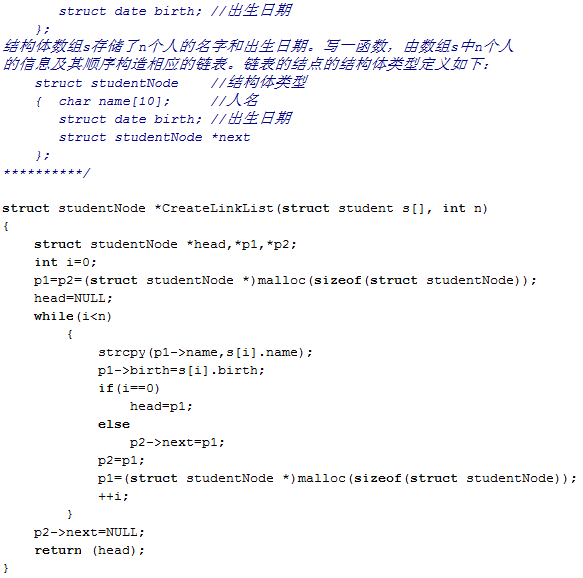 struct date birth; //出生日期
};
结构体数组s存储了n个人的名字和出生日期。写一函数，由数组s中n个人
的信息及其顺序构造相应的链表。链表的结点的结构体类型定义如下：
struct studentNode    //结构体类型
{  char name[10];     //人名
struct date birth; //出生日期
struct studentNode *next
};
**********/
struct studentNode *CreateLinkList(struct student s[], int n)
{
struct studentNode *head,*p1,*p2;
int i=0;
p1=p2=(struct studentNode *)malloc(sizeof(struct studentNode));
head=NULL;
while(i<n)
{
strcpy(p1->name,s[i].name);
p1->birth=s[i].birth;
if(i==0)
head=p1;
else
p2->next=p1;
p2=p1;
p1=(struct studentNode *)malloc(sizeof(struct studentNode));
++i;
}
p2->next=NULL;
return (head);
}